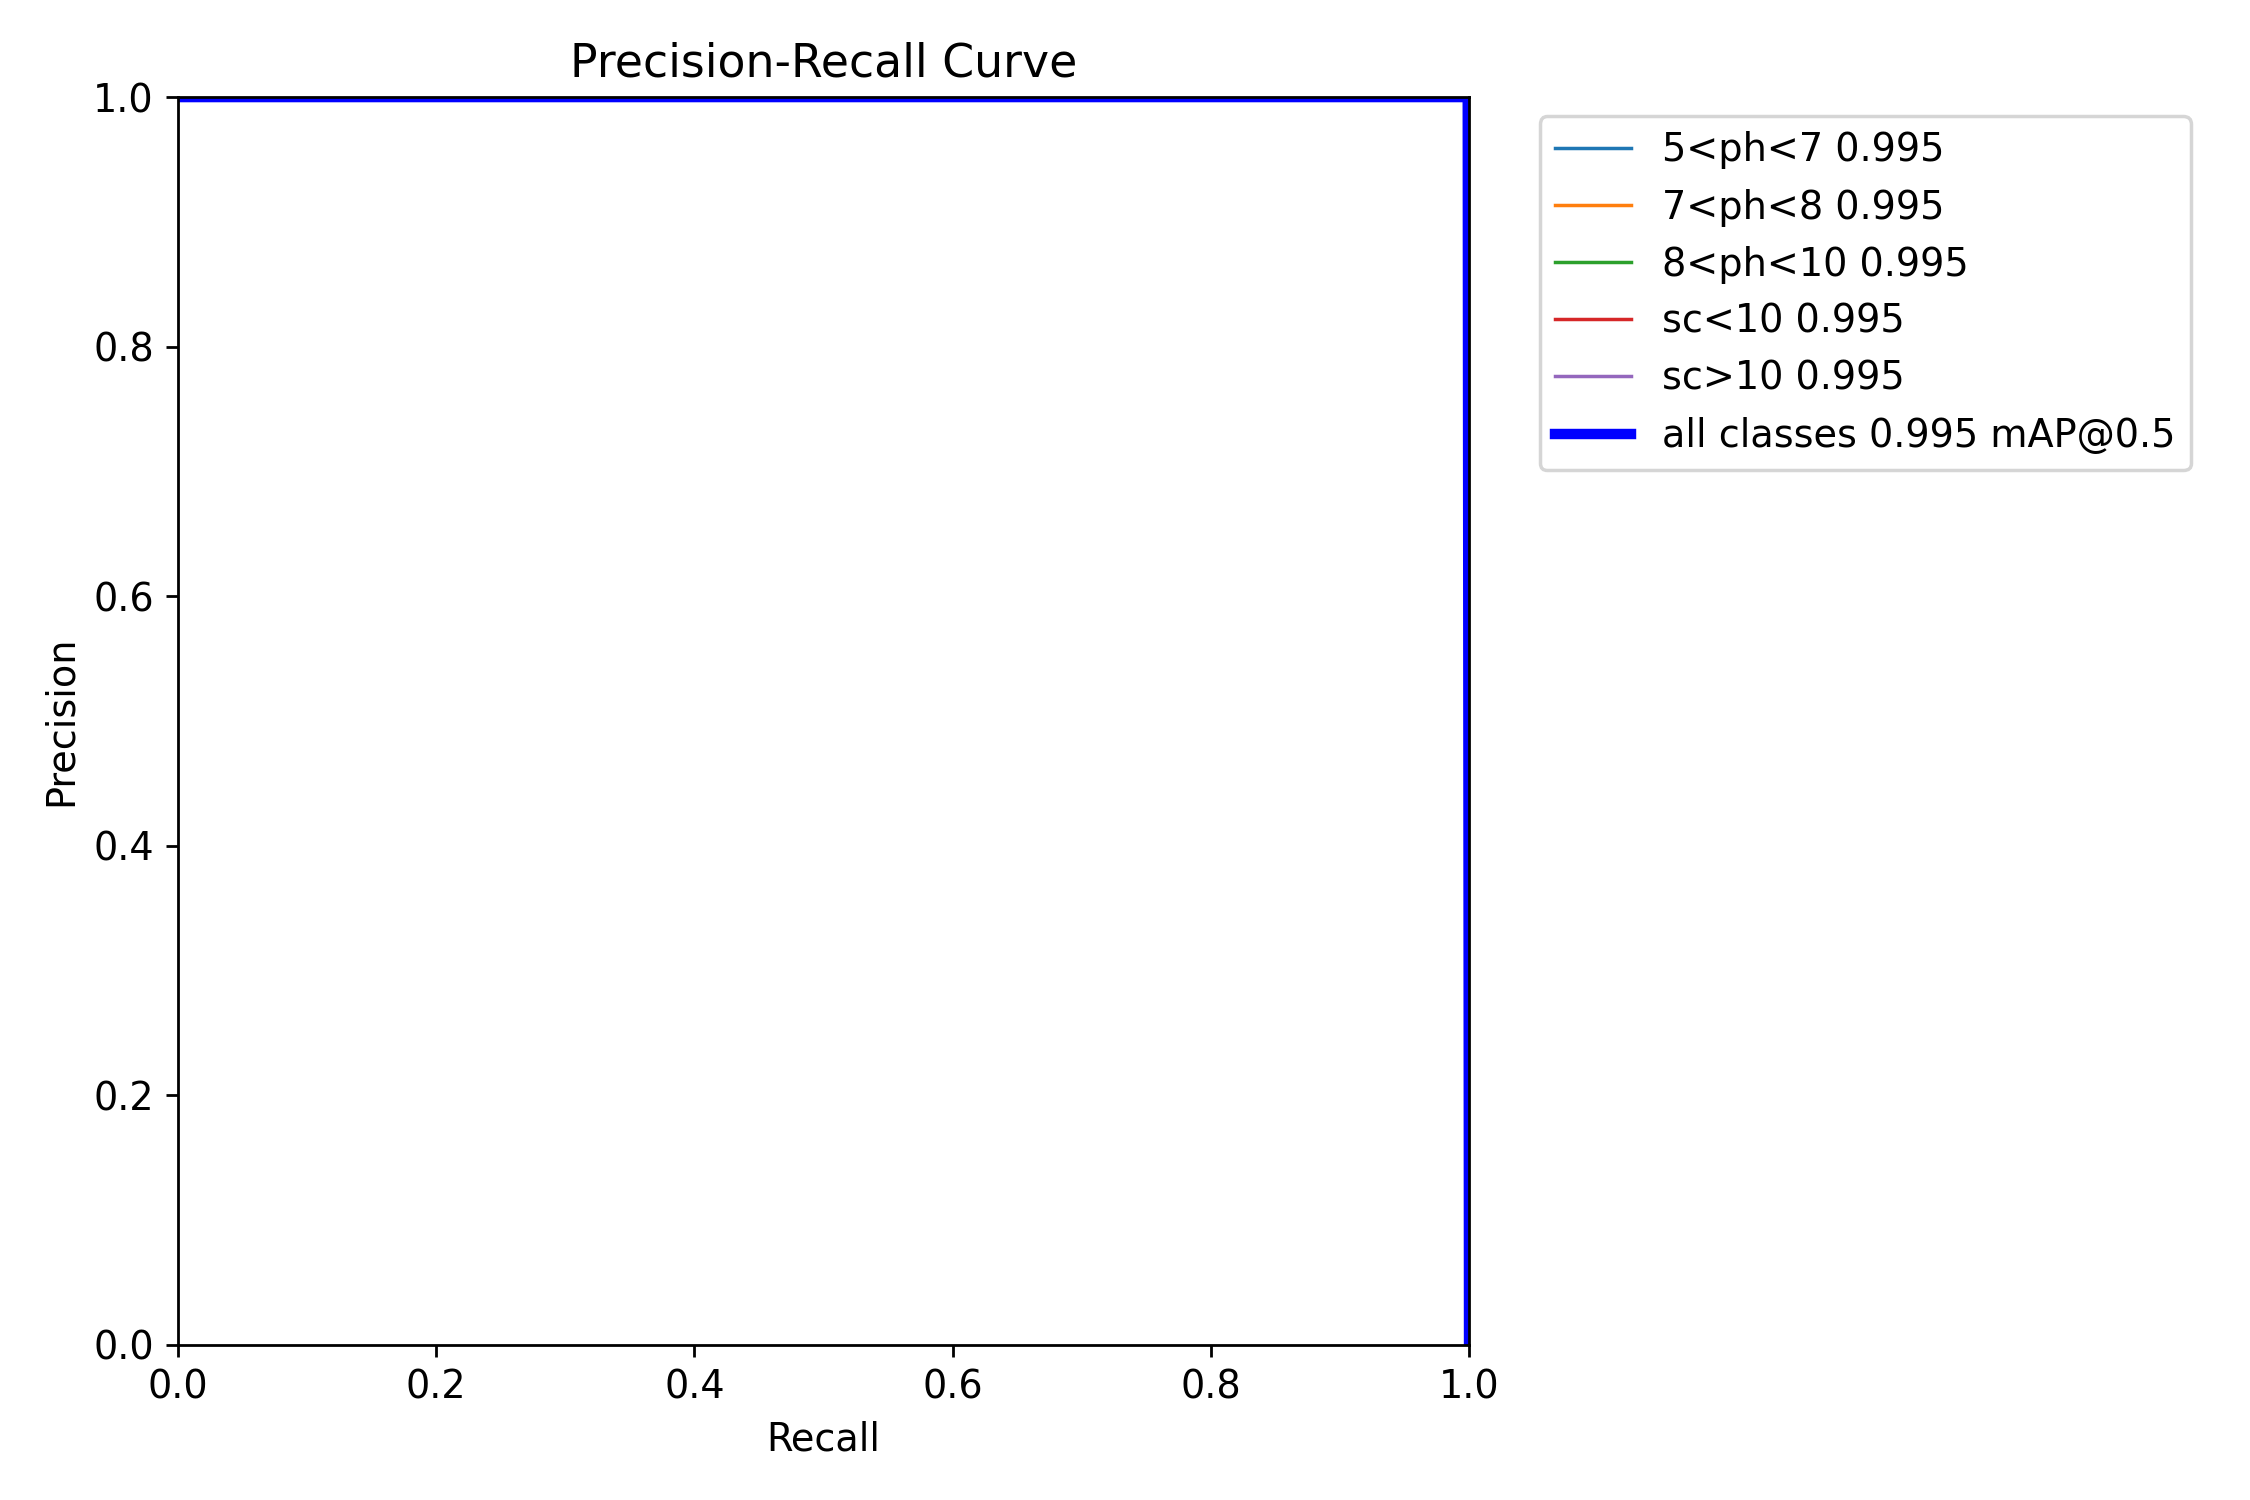 Precision-Recall Curve
1.0
0.8
0.6
0.4
0.2
0.0
Precision
0.0 0.2 0.4 0.6 0.8 1.0
Recall
5<ph<7 0.995
7<ph<8 0.995
8<ph<10 0.995
sc<10 0.995
sc>10 0.995
all classes 0.995 mAP@0.5